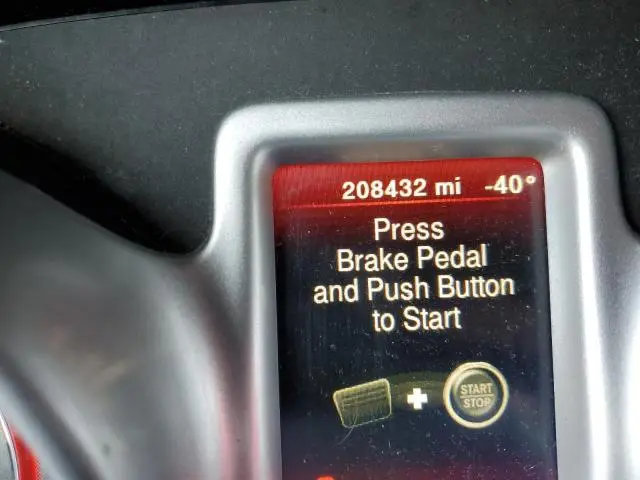 208432 mi -40°
Press
Brake Pedal
and Push Button
to Start
START
STOP